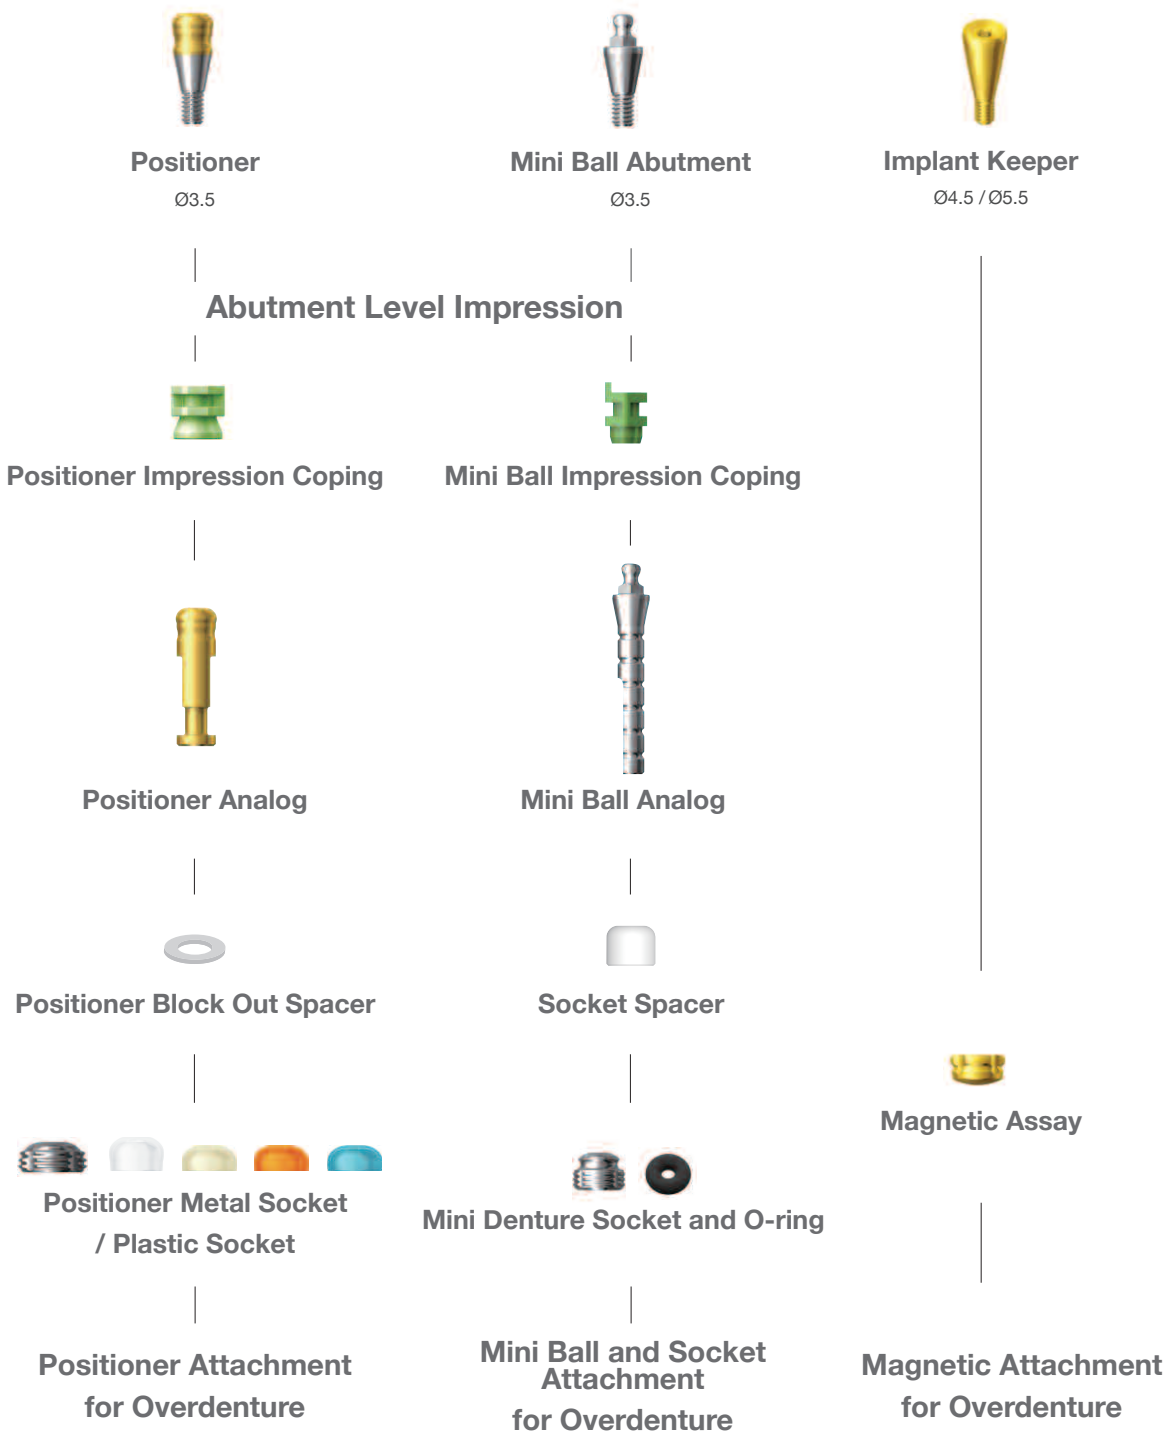 Positioner
Ø3.5
Mini Ball Abutment
Ø3.5
Implant Keeper
Ø4.5 / Ø5.5
Abutment Level Impression
Positioner Impression Coping
Mini Ball Impression Coping
Positioner Analog
Mini Ball Analog
Positioner Block Out Spacer
Socket Spacer
Magnetic Assay
Positioner Metal Socket
/ Plastic Socket
Mini Denture Socket and O-ring
Positioner Attachment
for Overdenture
Mini Ball and Socket
Attachment
for Overdenture
Magnetic Attachment
for Overdenture